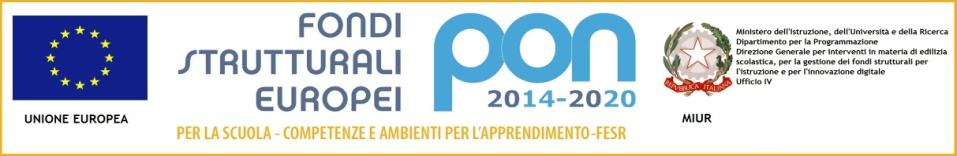 UNIONE EUROPEA
FONDI
STRUTTURALI
EUROPEI
pon
2014-2020
PER LA SCUOLA - COMPETENZE E AMBIENTI PER L'APPRENDIMENTO-FESR
REPVBBLICA ITALIANA
MIUR
Ministero dell'Istruzione, dell'Università e della Ricerca
Dipartimento per la Programmazione
Direzione Generale per interventi in materia di edilizia
scolastica, per la gestione dei fondi strutturali per
l'istruzione e per l'innovazione digitale
Ufficio IV